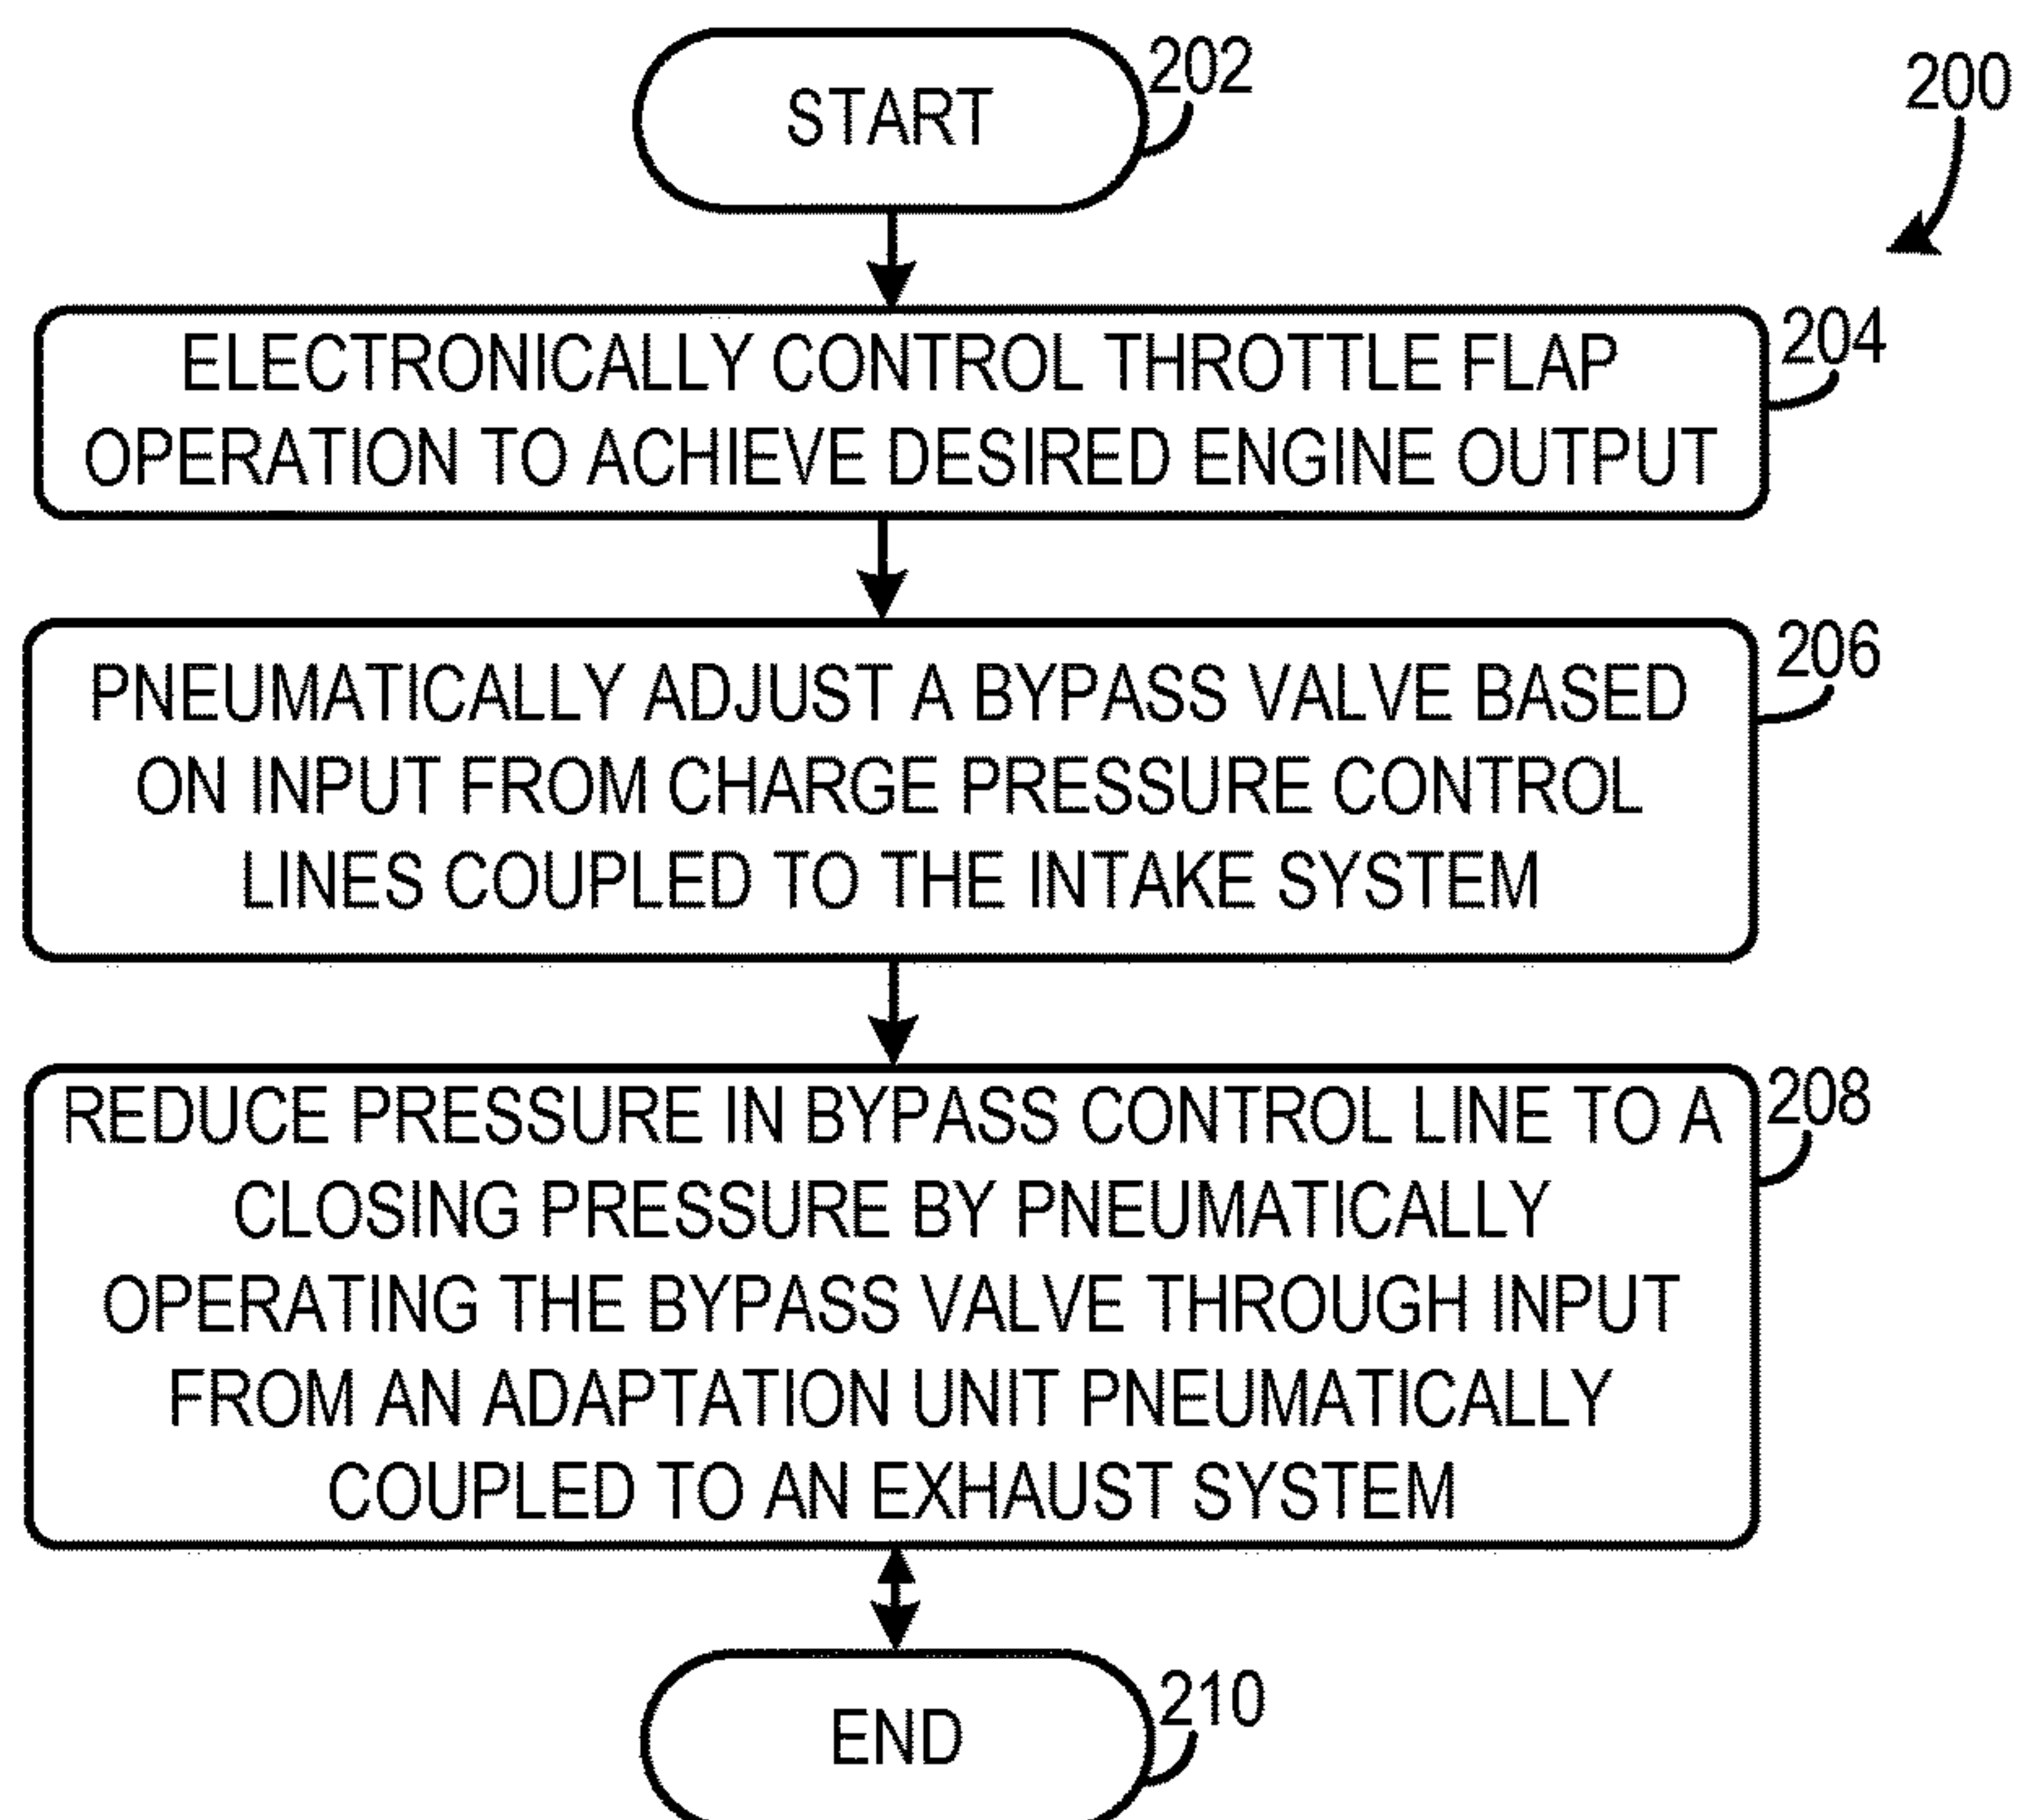 START
202
200
ELECTRONICALLY CONTROL THROTTLE FLAP
OPERATION TO ACHIEVE DESIRED ENGINE OUTPUT
204
PNEUMATICALLY ADJUST A BYPASS VALVE BASED
ON INPUT FROM CHARGE PRESSURE CONTROL
LINES COUPLED TO THE INTAKE SYSTEM
206
REDUCE PRESSURE IN BYPASS CONTROL LINE TO A
CLOSING PRESSURE BY PNEUMATICALLY
OPERATING THE BYPASS VALVE THROUGH INPUT
FROM AN ADAPTATION UNIT PNEUMATICALLY
COUPLED TO AN EXHAUST SYSTEM
208
END
210